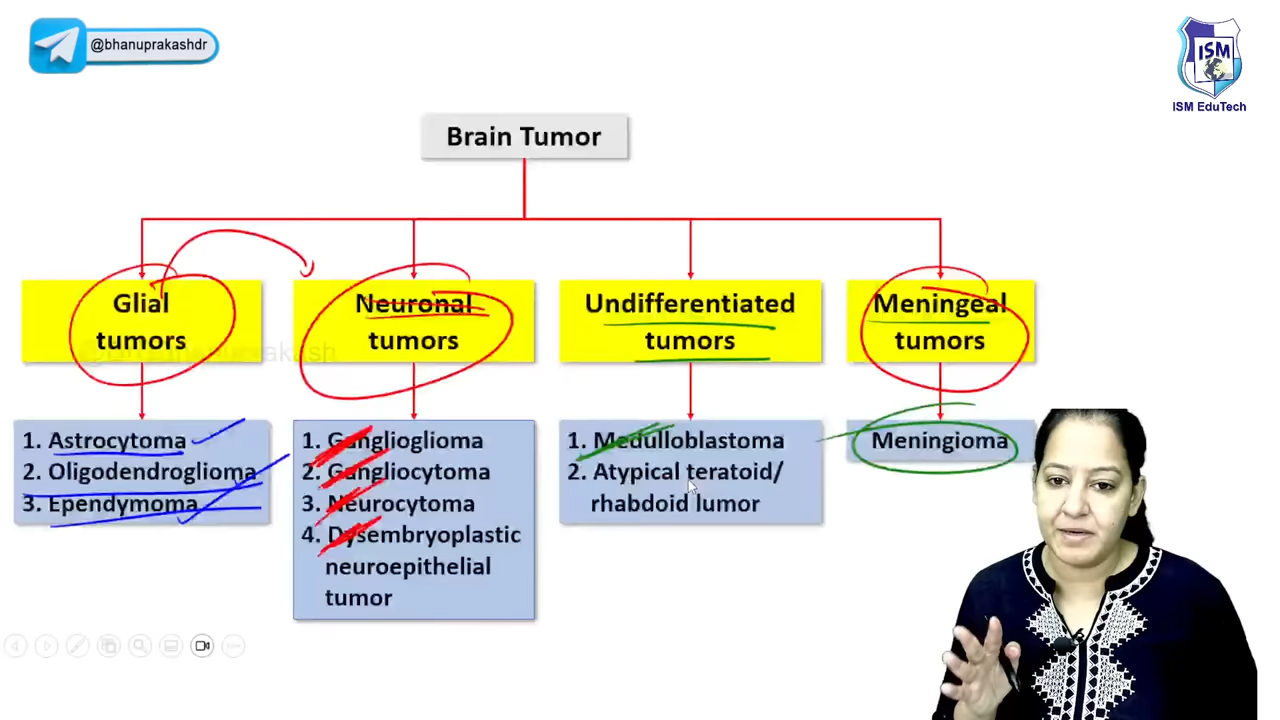 @bhanuprakashdr
ISM
ISM EduTech
Brain Tumor
Glial
tumors
Neuronal
tumors
Undifferentiated
tumors
Meningeal
tumors
1. Astrocytoma
2. Oligodendroglioma
3. Ependymoma
1. Ganglioglioma
2. Gangliocytoma
3. Neurocytoma
4. Dysembryoplastic
neuroepithelial
tumor
1. Medulloblastoma
2. Atypical teratoid/
rhabdoid lumor
Meningioma